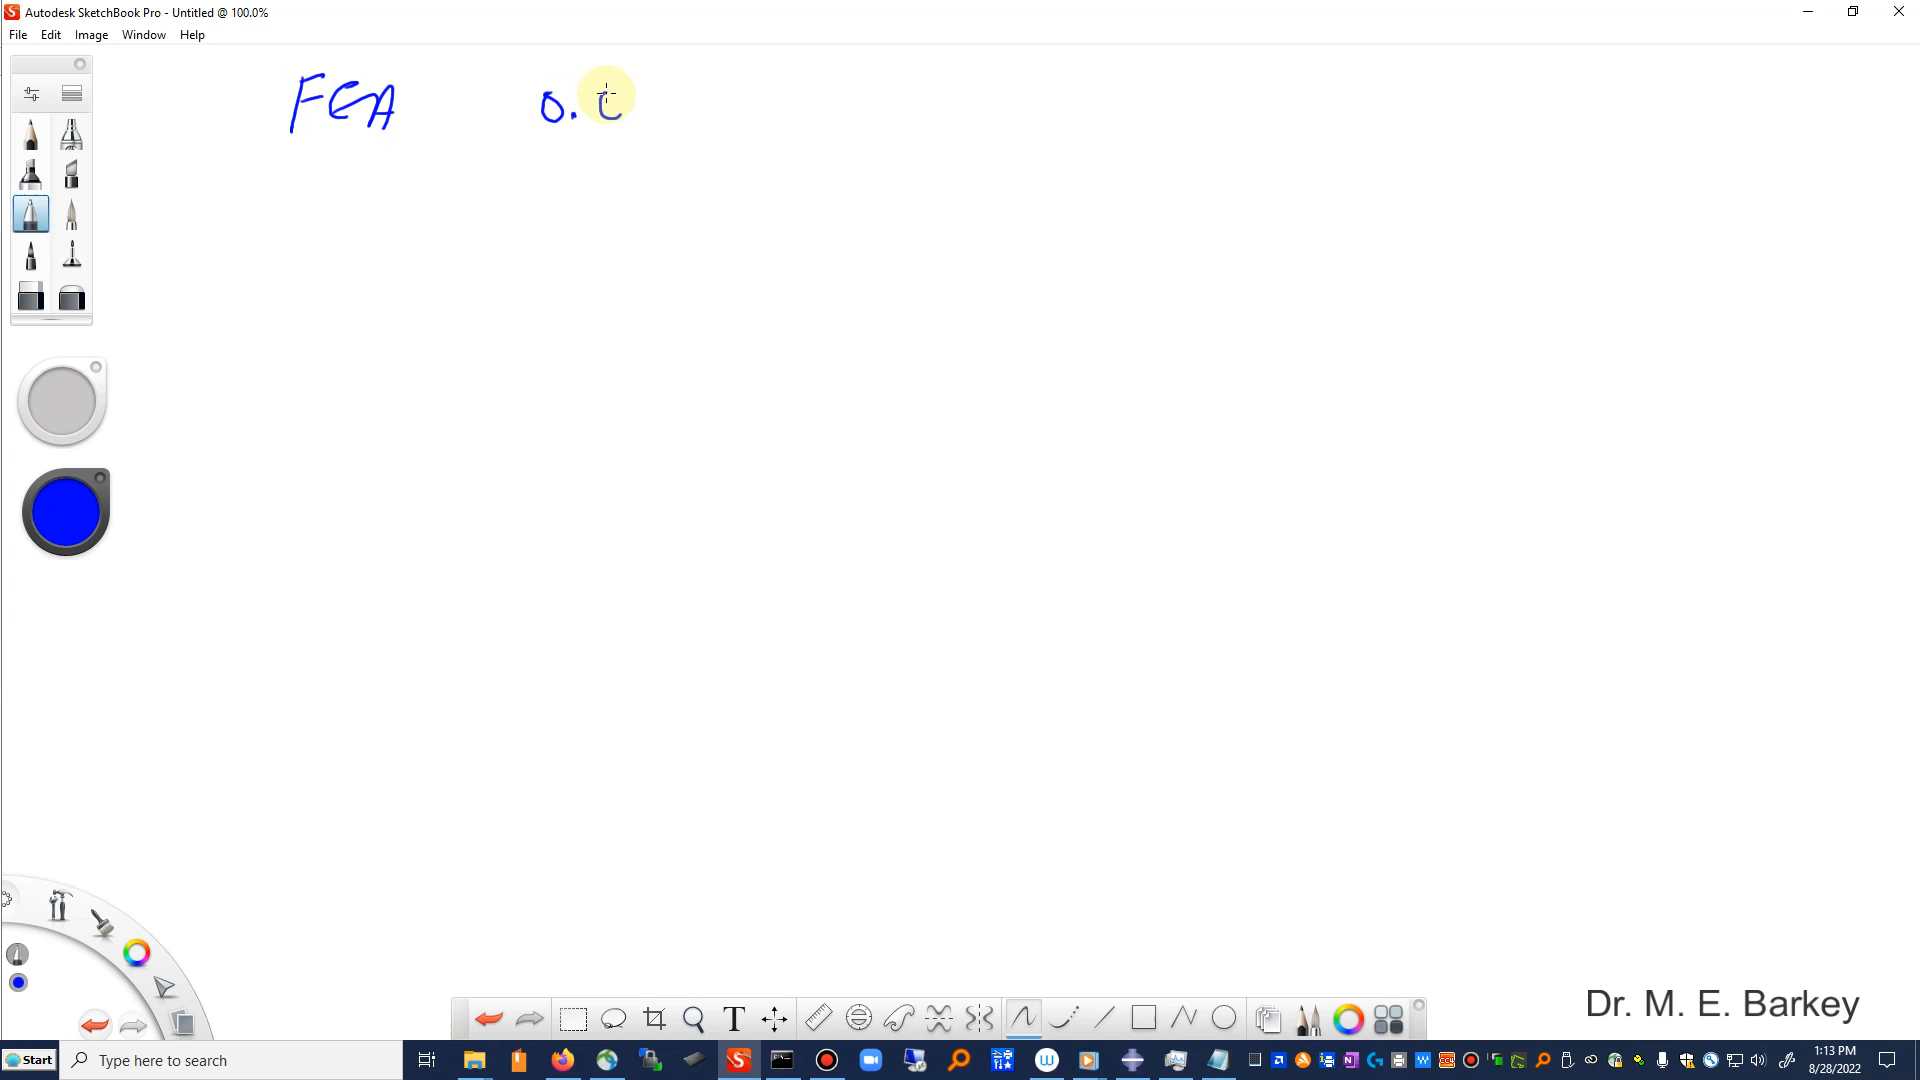 Autodesk SketchBook Pro - Untitled @ 100.0%
File Edit Image Window Help
FEA 0.
T
Dr. M. E. Barkey
Start Type here to search 1:13 PM
8/28/2022